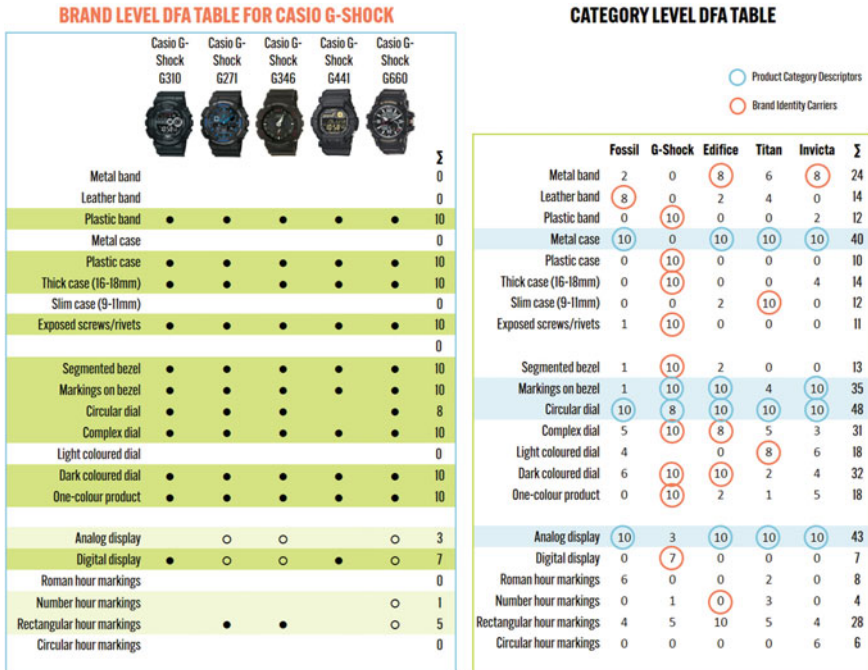 BRAND LEVEL DFA TABLE FOR CASIO G-SHOCK
Casio G-Shock G310 Casio G-Shock G271 Casio G-Shock G346 Casio G-Shock G441 Casio G-Shock G660 Σ
Metal band 0
Leather band 0
Plastic band ● ● ● ● ● 10
Metal case 0
Plastic case ● ● ● ● ● 10
Thick case (16-18mm) ● ● ● ● ● 10
Slim case (9-11mm) 0
Exposed screws/rivets ● ● ● ● ● 10
0
Segmented bezel ● ● ● ● ● 10
Markings on bezel ● ● ● ● ● 10
Circular dial ● ● ● ● 8
Complex dial ● ● ● ● ● 10
Light coloured dial 0
Dark coloured dial ● ● ● ● ● 10
One-colour product ● ● ● ● ● 10
Analog display ○ ○ ○ 3
Digital display ● ○ ○ ● ○ 7
Roman hour markings 0
Number hour markings ○ 1
Rectangular hour markings ● ● ○ 5
Circular hour markings 0
CATEGORY LEVEL DFA TABLE
Product Category Descriptors
Brand Identity Carriers
Fossil G-Shock Edifice Titan Invicta Σ
Metal band 2 0 8 6 8 24
Leather band 8 0 2 4 0 14
Plastic band 0 10 0 0 2 12
Metal case 10 0 10 10 10 40
Plastic case 0 10 0 0 0 10
Thick case (16-18mm) 0 10 0 0 4 14
Slim case (9-11mm) 0 0 2 10 0 12
Exposed screws/rivets 1 10 0 0 0 11
Segmented bezel 1 10 2 0 0 13
Markings on bezel 1 10 10 4 10 35
Circular dial 10 8 10 10 10 48
Complex dial 5 10 8 5 3 31
Light coloured dial 4 0 8 6 18
Dark coloured dial 6 10 10 2 4 32
One-colour product 0 10 2 1 5 18
Analog display 10 3 10 10 10 43
Digital display 0 7 0 0 0 7
Roman hour markings 6 0 0 2 0 8
Number hour markings 0 1 0 3 0 4
Rectangular hour markings 4 5 10 5 4 28
Circular hour markings 0 0 0 0 6 6